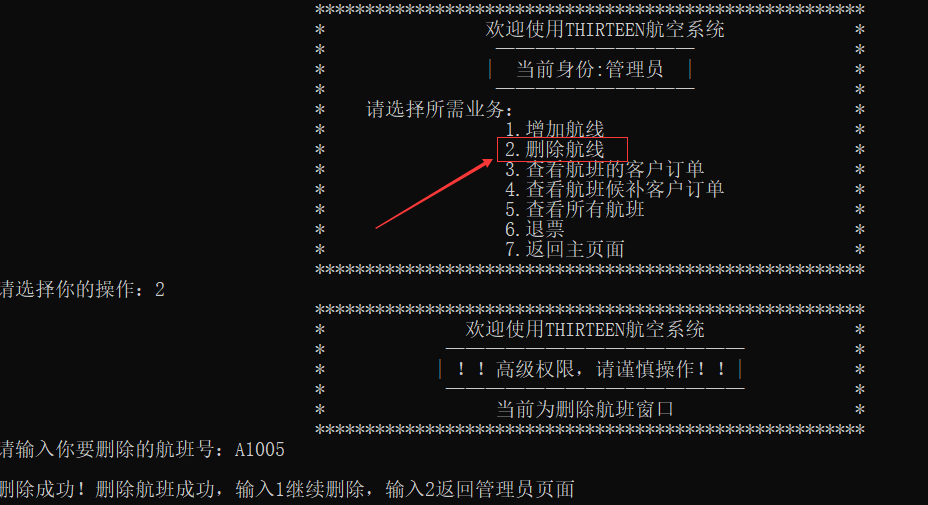 *******************************************************
* 欢迎使用THIRTEEN航空系统 *
* —————————— *
* | 当前身份:管理员 | *
* —————————— *
* 请选择所需业务： *
* 1.增加航线 *
* 2.删除航线 *
* 3.查看航班的客户订单 *
* 4.查看航班候补客户订单 *
* 5.查看所有航班 *
* 6.退票 *
* 7.返回主页面 *
*******************************************************
请选择你的操作：2
*******************************************************
* 欢迎使用THIRTEEN航空系统 *
* ——————————————— *
* | ！！高级权限，请谨慎操作！！| *
* ——————————————— *
* 当前为删除航班窗口 *
*******************************************************
请输入你要删除的航班号：A1005
删除成功！删除航班成功，输入1继续删除，输入2返回管理员页面